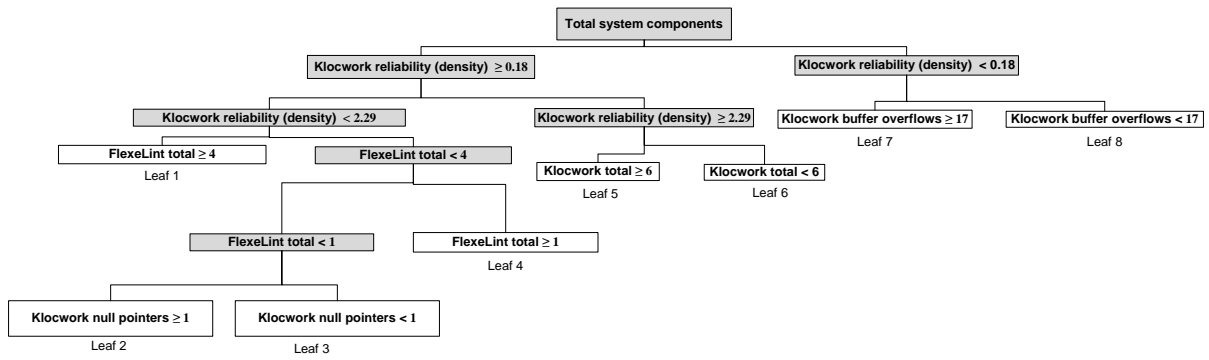 Total system components
Klocwork reliability (density) ≥ 0.18
Klocwork reliability (density) < 0.18
Klocwork reliability (density) < 2.29
Klocwork reliability (density) ≥ 2.29
Klocwork buffer overflows ≥ 17
Klocwork buffer overflows < 17
Leaf 7
Leaf 8
FlexeLint total ≥ 4
FlexeLint total < 4
Klocwork total ≥ 6
Klocwork total < 6
Leaf 1
Leaf 5
Leaf 6
FlexeLint total < 1
FlexeLint total ≥ 1
Leaf 4
Klocwork null pointers ≥ 1
Klocwork null pointers < 1
Leaf 2
Leaf 3